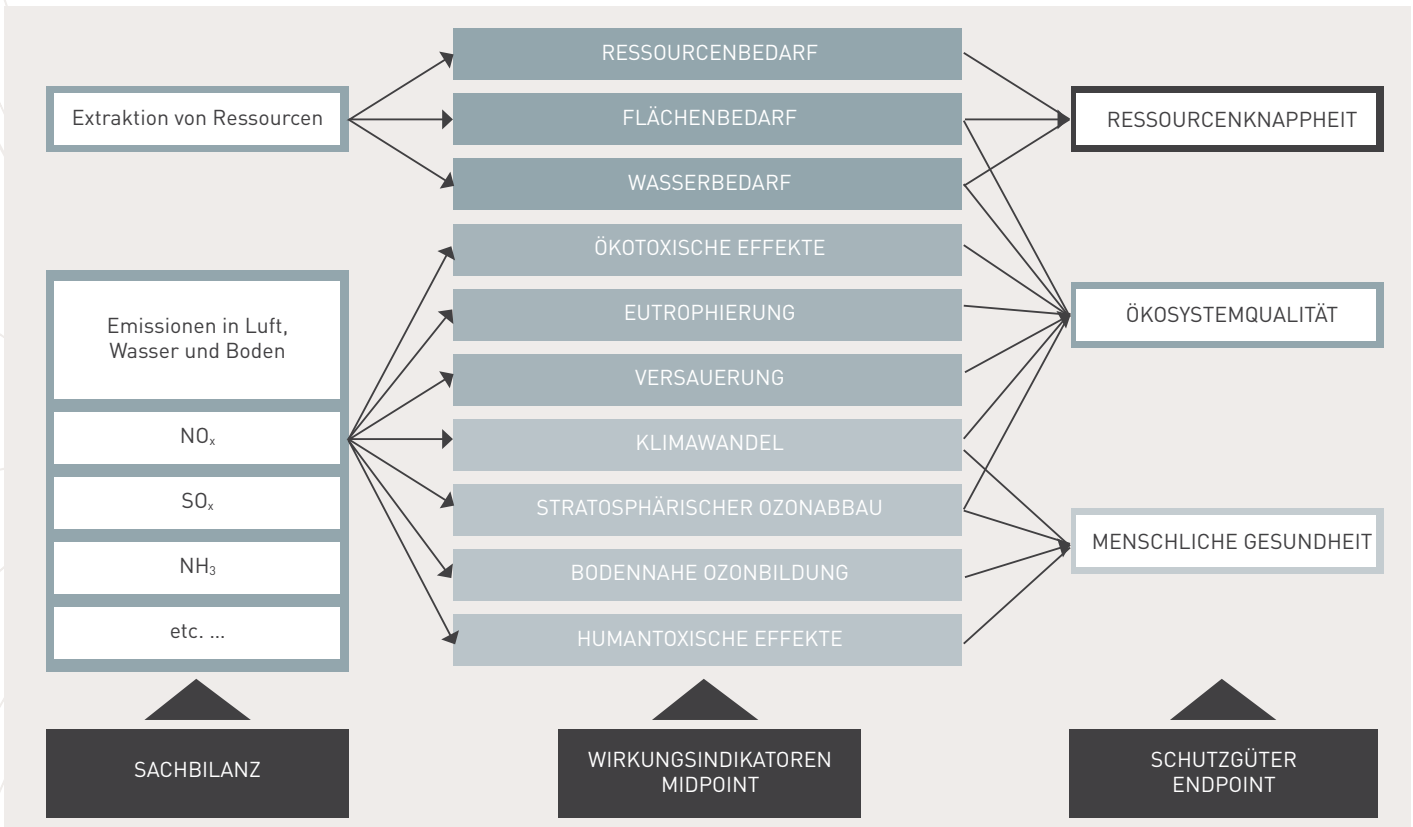 Extraktion von Ressourcen
Emissionen in Luft,
Wasser und Boden
NOₓ
SOₓ
NH₃
etc. ...
SACHBILANZ
RESSOURCENBEDARF
FLÄCHENBEDARF
WASSERBEDARF
ÖKOTOXISCHE EFFEKTE
EUTROPHIERUNG
VERSAUERUNG
KLIMAWANDEL
STRATOSPHÄRISCHER OZONABBAU
BODENNAHE OZONBILDUNG
HUMANTOXISCHE EFFEKTE
WIRKUNGSINDIKATOREN
MIDPOINT
RESSOURCENKNAPPHEIT
ÖKOSYSTEMQUALITÄT
MENSCHLICHE GESUNDHEIT
SCHUTZGÜTER
ENDPOINT